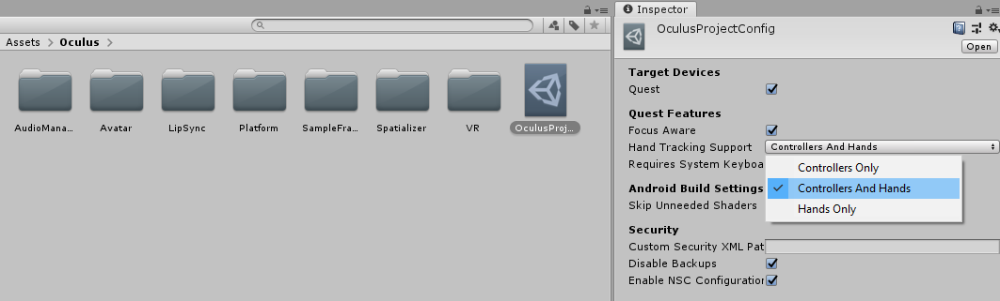 Assets > Oculus
AudioMana...
Avatar
LipSync
Platform
SampleFra...
Spatializer
VR
OculusProj...
Inspector
OculusProjectConfig
Open
Target Devices
Quest
Quest Features
Focus Aware
Hand Tracking Support
Controllers And Hands
Requires System Keyboa
Controllers Only
Controllers And Hands
Hands Only
Android Build Settings
Skip Unneeded Shaders
Security
Custom Security XML Pat
Disable Backups
Enable NSC Configuration